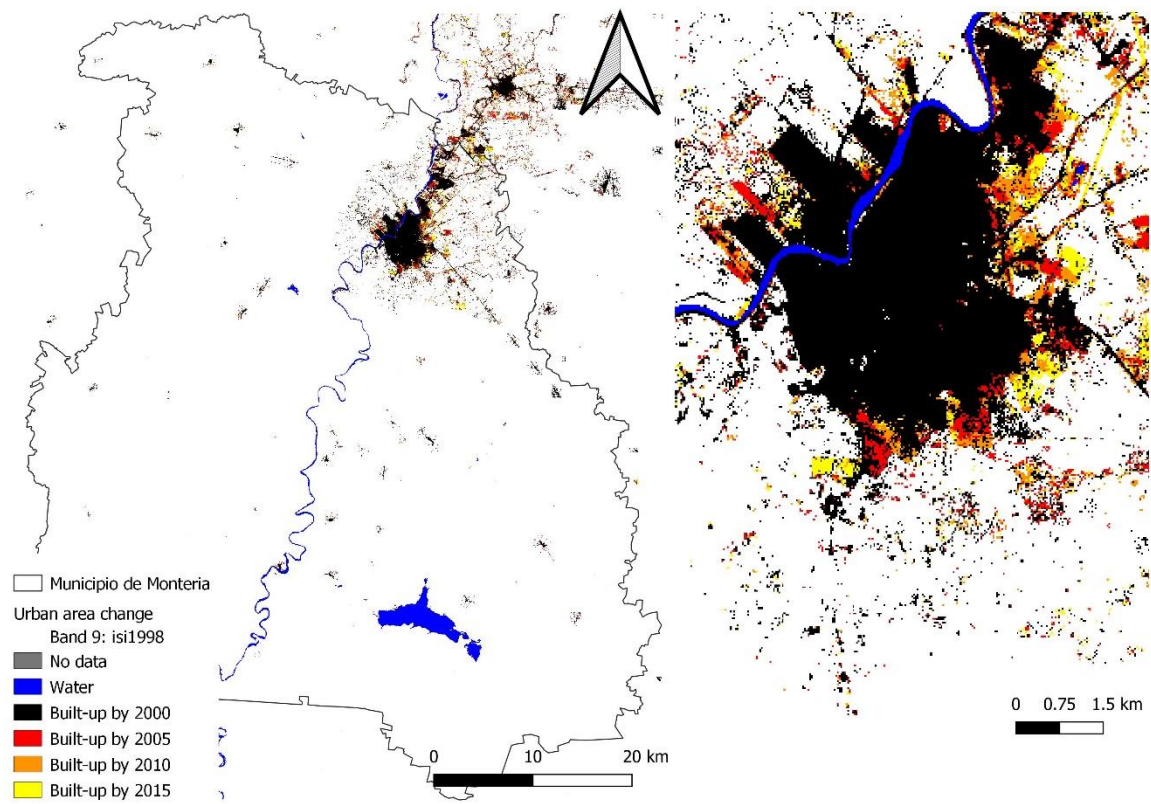 Municipio de Monteria
Urban area change
Band 9: isi1998
No data
Water
Built-up by 2000
Built-up by 2005
Built-up by 2010
Built-up by 2015
0 10 20 km
0 0.75 1.5 km